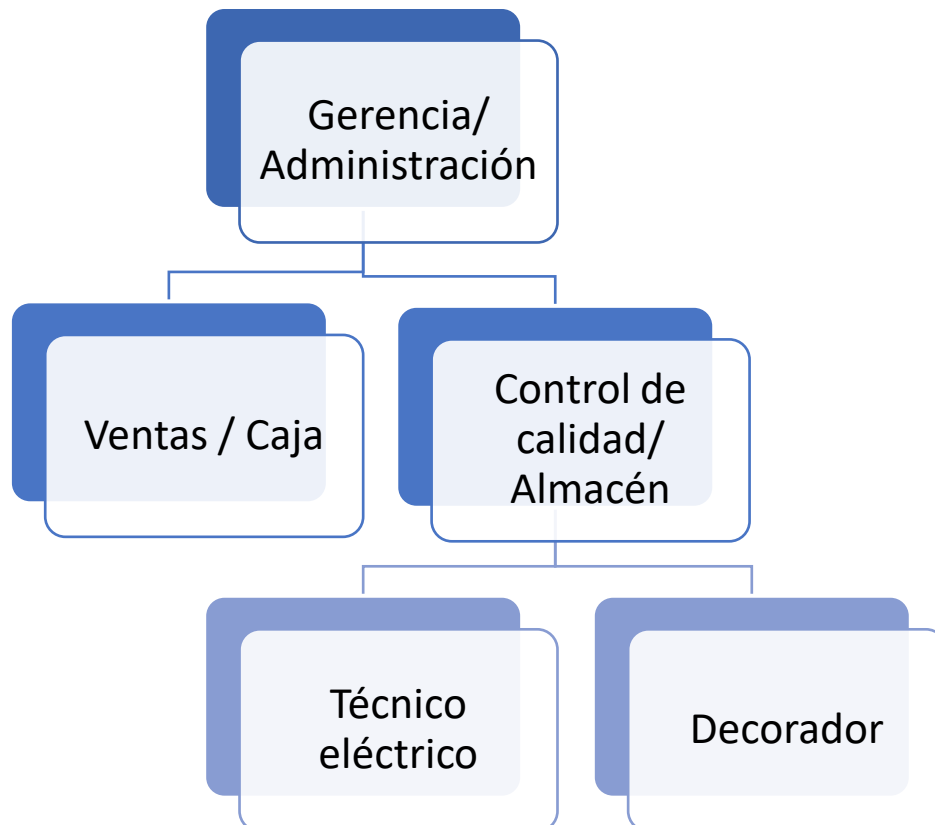 Gerencia/
Administración
Ventas / Caja
Control de
calidad/
Almacén
Técnico
eléctrico
Decorador